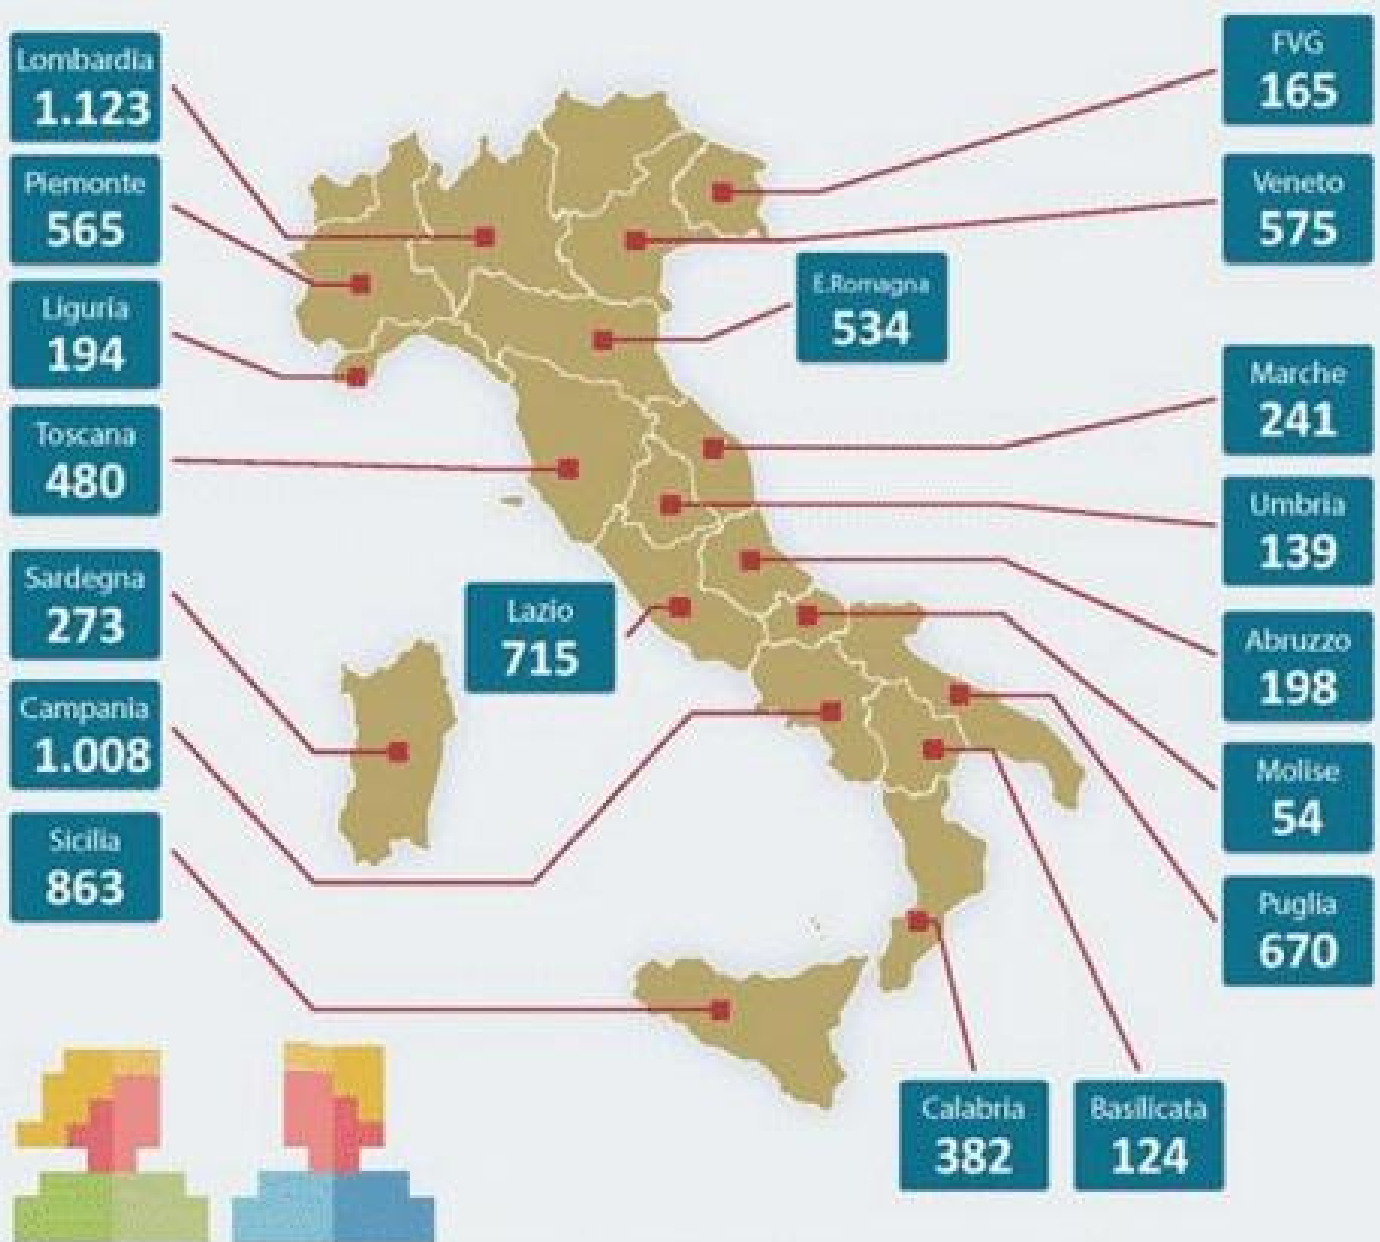 Lombardia
1.123
Piemonte
565
Liguria
194
Toscana
480
Sardegna
273
Campania
1.008
Sicilia
863
Lazio
715
E.Romagna
534
FVG
165
Veneto
575
Marche
241
Umbria
139
Abruzzo
198
Molise
54
Puglia
670
Calabria
382
Basilicata
124